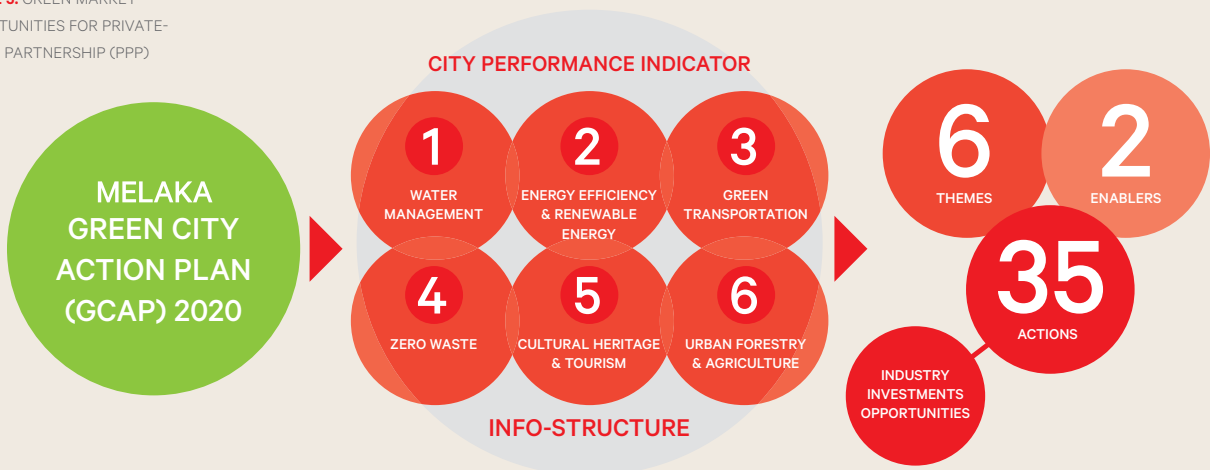 GREEN MARKET
FOR PRIVATE-
PARTNERSHIP (PPP)
MELAKA
GREEN CITY
ACTION PLAN
(GCAP) 2020
CITY PERFORMANCE INDICATOR
1
WATER
MANAGEMENT
2
ENERGY EFFICIENCY
& RENEWABLE
ENERGY
3
GREEN
TRANSPORTATION
4
ZERO WASTE
5
CULTURAL HERITAGE
& TOURISM
6
URBAN FORESTRY
& AGRICULTURE
INFO-STRUCTURE
6
THEMES
2
ENABLERS
35
ACTIONS
INDUSTRY
INVESTMENTS
OPPORTUNITIES